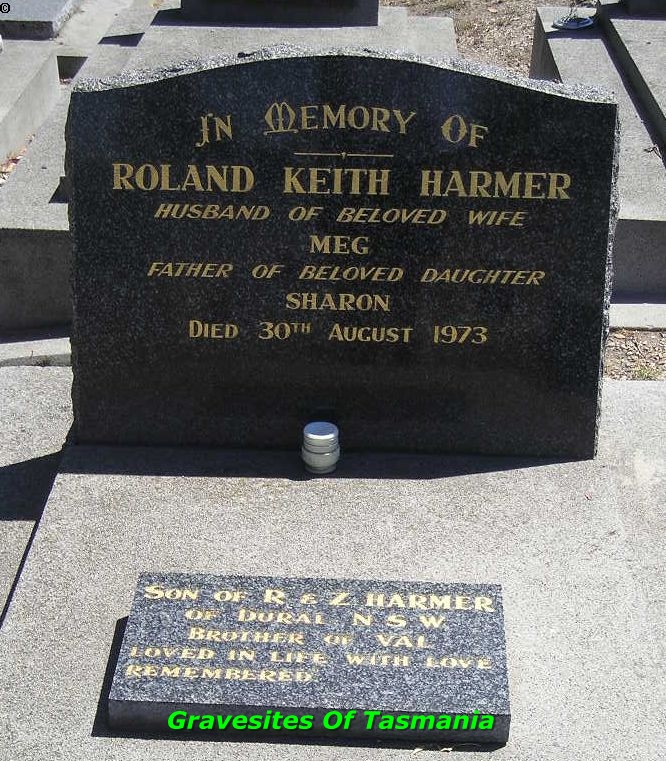 ©
In Memory Of
Roland Keith Harmer
Husband of Beloved Wife
Meg
Father of Beloved Daughter
Sharon
Died 30TH August 1973
Son of R & Z Harmer
of Dural N S W
Brother of Val
Loved in life with love
remembered
Gravesites Of Tasmania